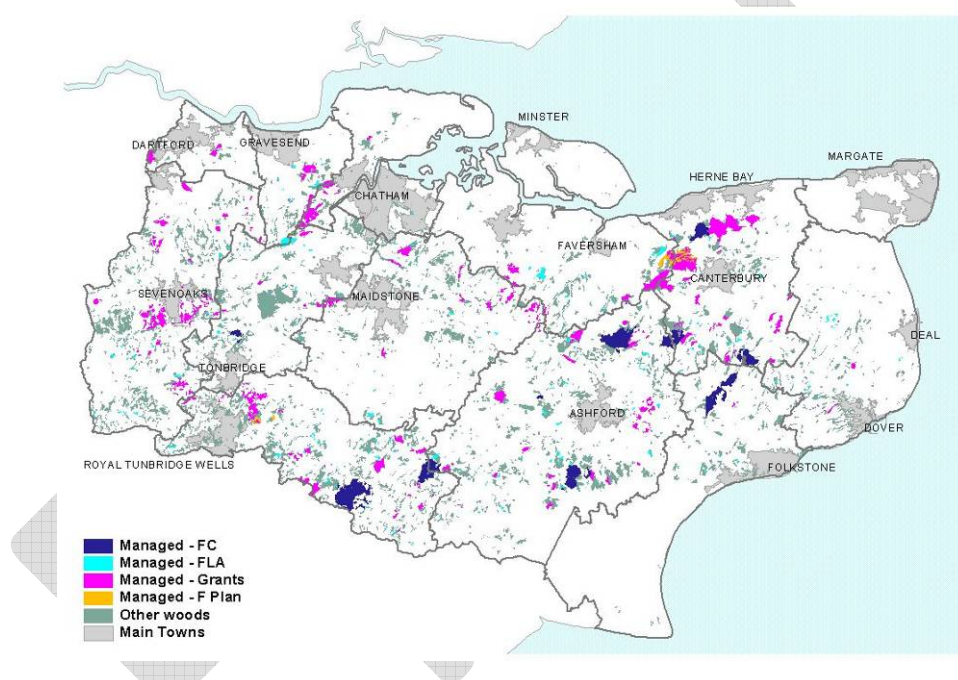 MINSTER
DARTFORD
GRAVESEND
MARGATE
HERNE BAY
CHATHAM
FAVERSHAM
CANTERBURY
SEVENOAKS
MAIDSTONE
DEAL
TONBRIDGE
ASHFORD
DOVER
ROYAL TUNBRIDGE WELLS
FOLKSTONE
Managed - FC
Managed - FLA
Managed - Grants
Managed - F Plan
Other woods
Main Towns